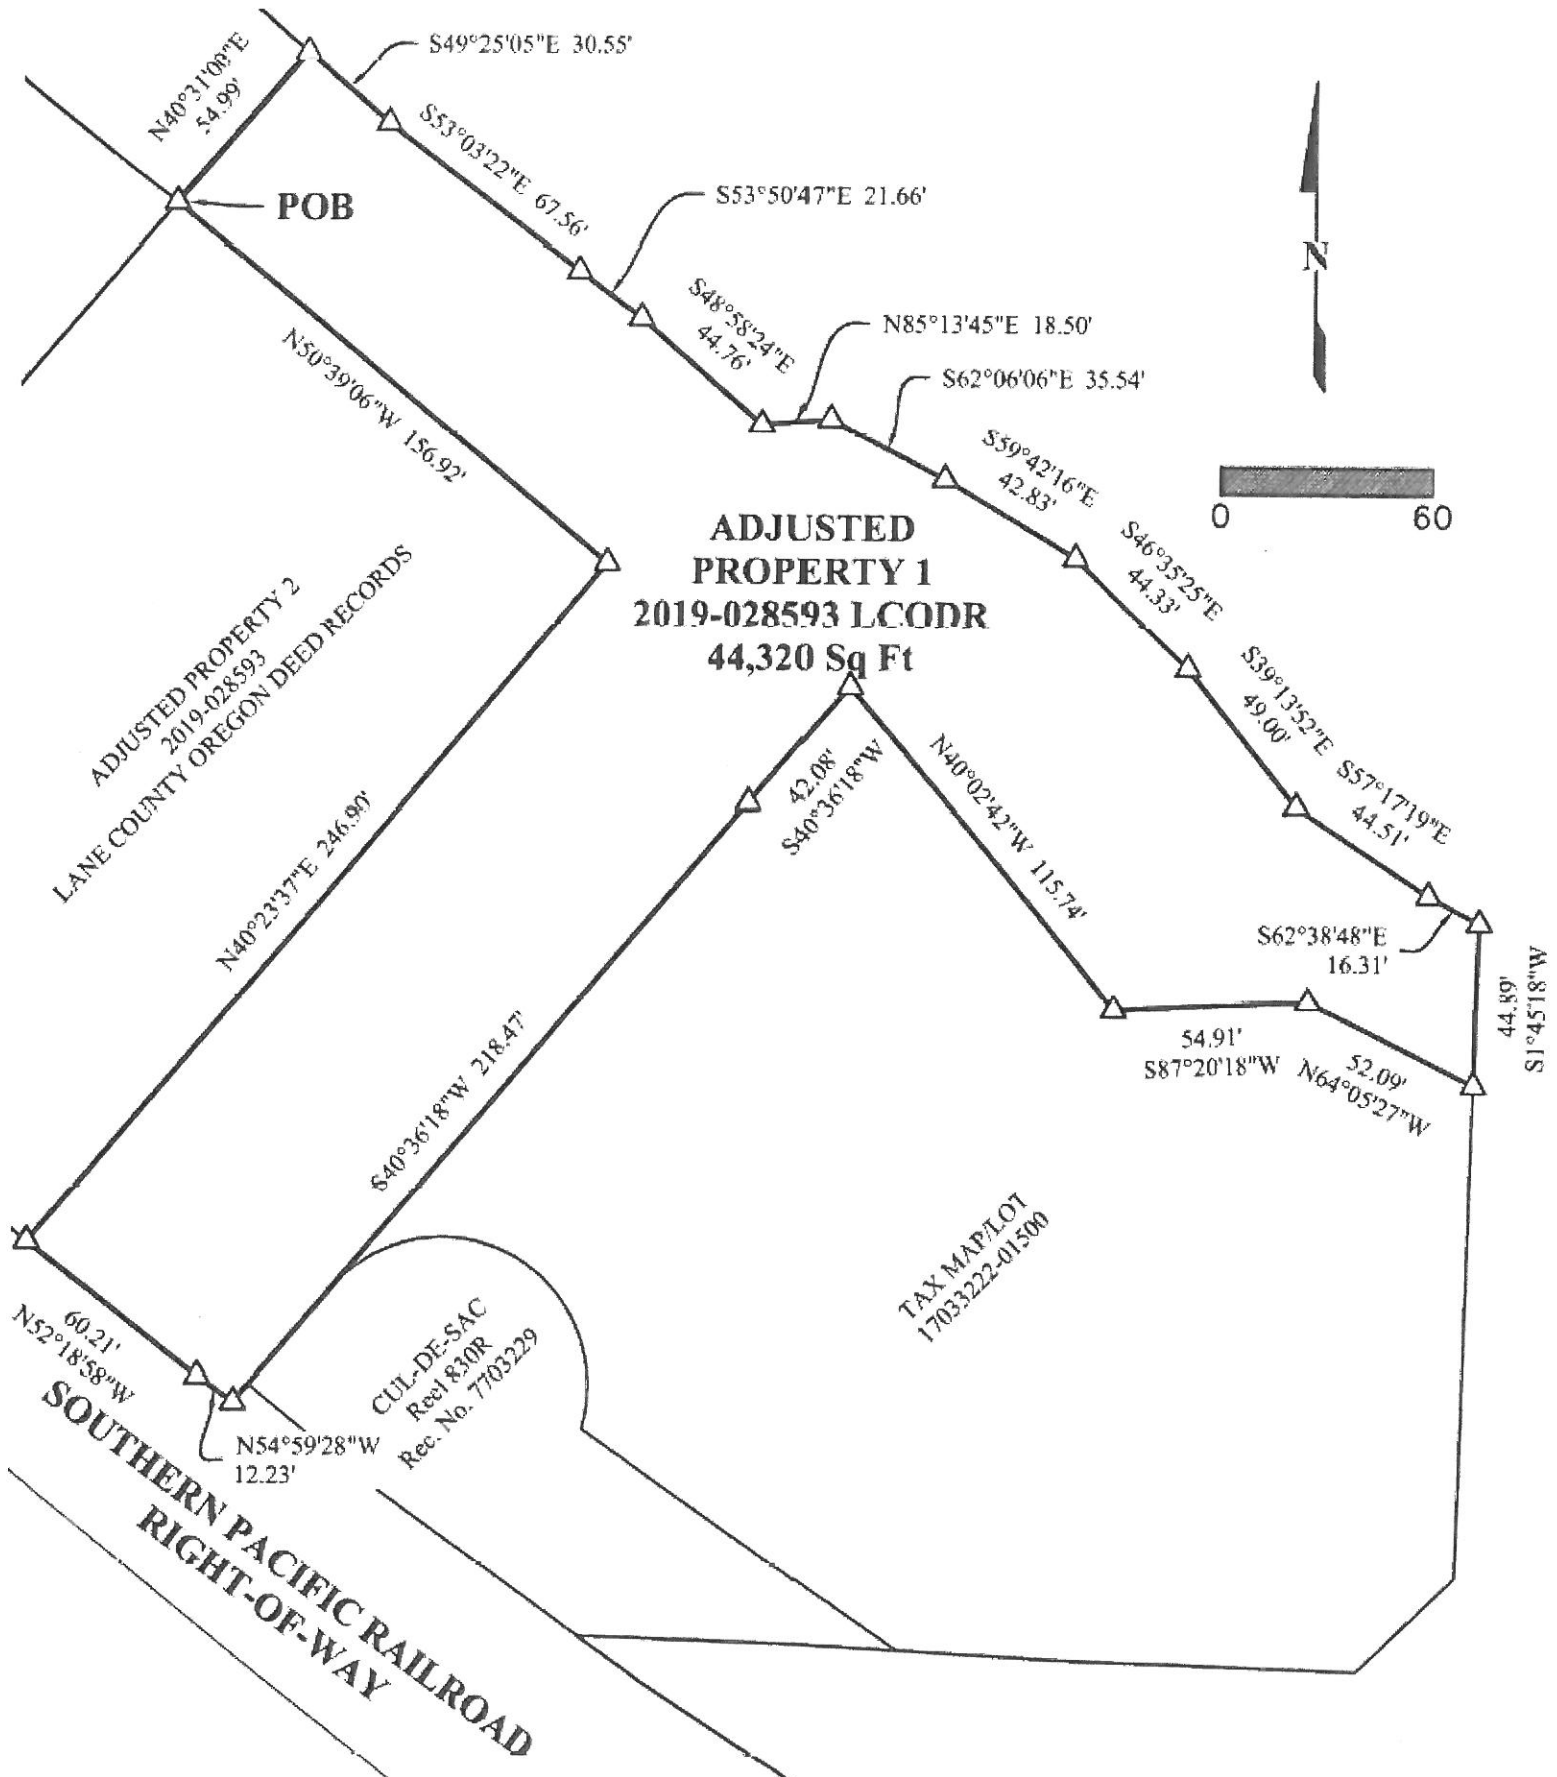 N40°31'00"E
54.99'
S49°25'05"E 30.55'
S53°03'22"E 67.56'
POB
S53°50'47"E 21.66'
S48°58'24"E
44.76'
N85°13'45"E 18.50'
S62°06'06"E 35.54'
N
0 60
N50°39'06"W 156.92'
S59°42'16"E
42.83'
S46°35'25"E
44.33'
S39°13'52"E
49.00'
S57°17'19"E
44.51'
S62°38'48"E
16.31'
44.89'
S1°45'18"W
ADJUSTED
PROPERTY 1
2019-028593 LCODR
44,320 Sq Ft
ADJUSTED PROPERTY 2
2019-028593
LANE COUNTY OREGON DEED RECORDS
N40°23'37"E 246.90'
42.08'
S40°36'18"W
N40°02'42"W 115.74'
54.91'
S87°20'18"W
52.09'
N64°05'27"W
S40°36'18"W 218.47'
TAX MAP/LOT
17033222-01500
CUL-DE-SAC
Reel 830R
Rec. No. 7703229
60.21'
N52°18'58"W
N54°59'28"W
12.23'
SOUTHERN PACIFIC RAILROAD
RIGHT-OF-WAY